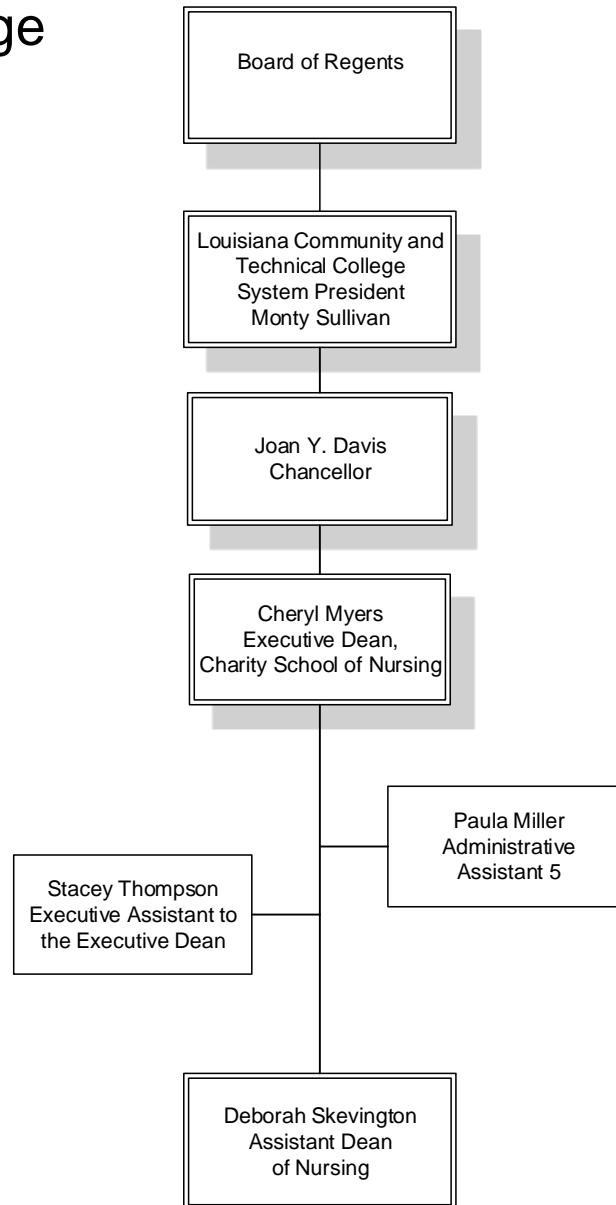 ge
Board of Regents
Louisiana Community and
Technical College
System President
Monty Sullivan
Joan Y. Davis
Chancellor
Cheryl Myers
Executive Dean,
Charity School of Nursing
Paula Miller
Administrative
Assistant 5
Stacey Thompson
Executive Assistant to
the Executive Dean
Deborah Skevington
Assistant Dean
of Nursing